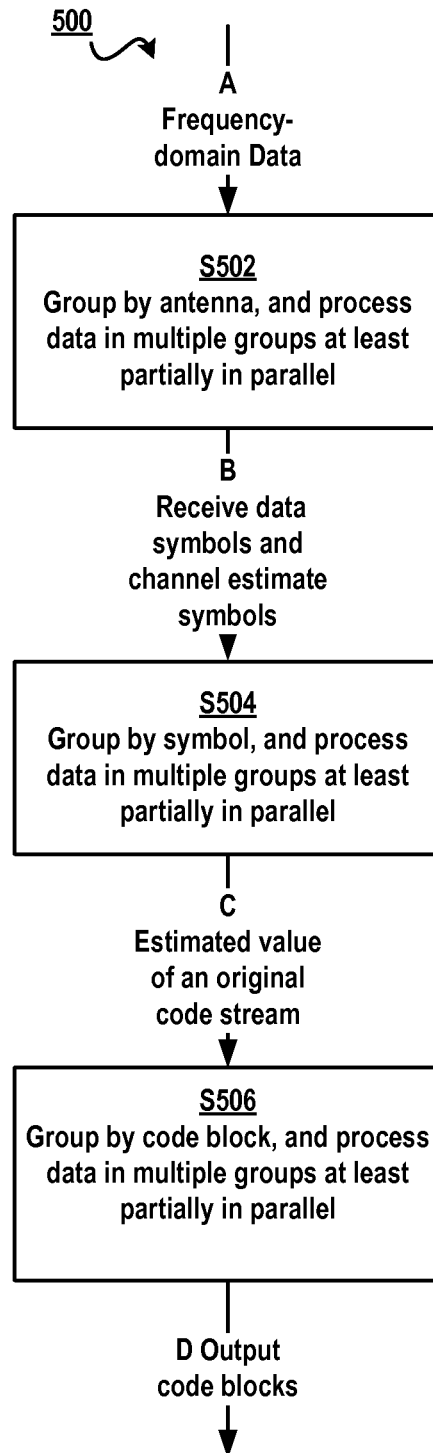 500
A
Frequency-
domain Data
S502
Group by antenna, and process
data in multiple groups at least
partially in parallel
B
Receive data
symbols and
channel estimate
symbols
S504
Group by symbol, and process
data in multiple groups at least
partially in parallel
C
Estimated value
of an original
code stream
S506
Group by code block, and process
data in multiple groups at least
partially in parallel
D Output
code blocks